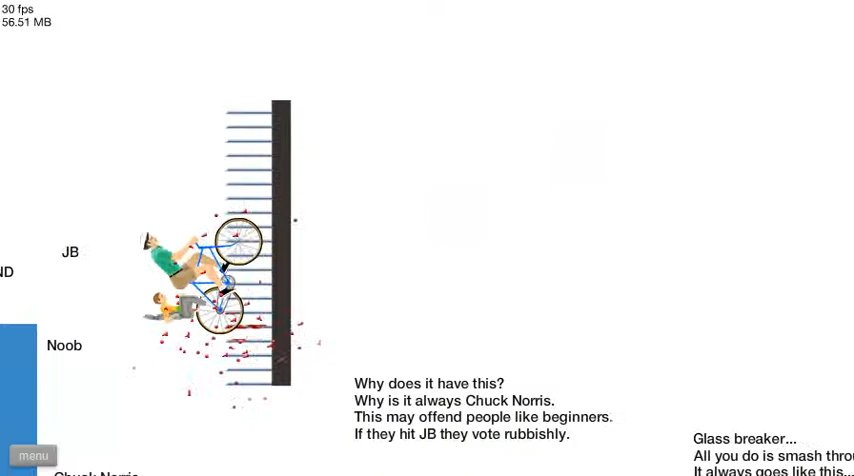 30 fps
56.51 MB
JB
ND
Noob
Why does it have this?
Why is it always Chuck Norris.
This may offend people like beginners.
If they hit JB they vote rubbishly.
menu
Glass breaker...
All you do is smash throu
It always goes like this...
Chuck Norris